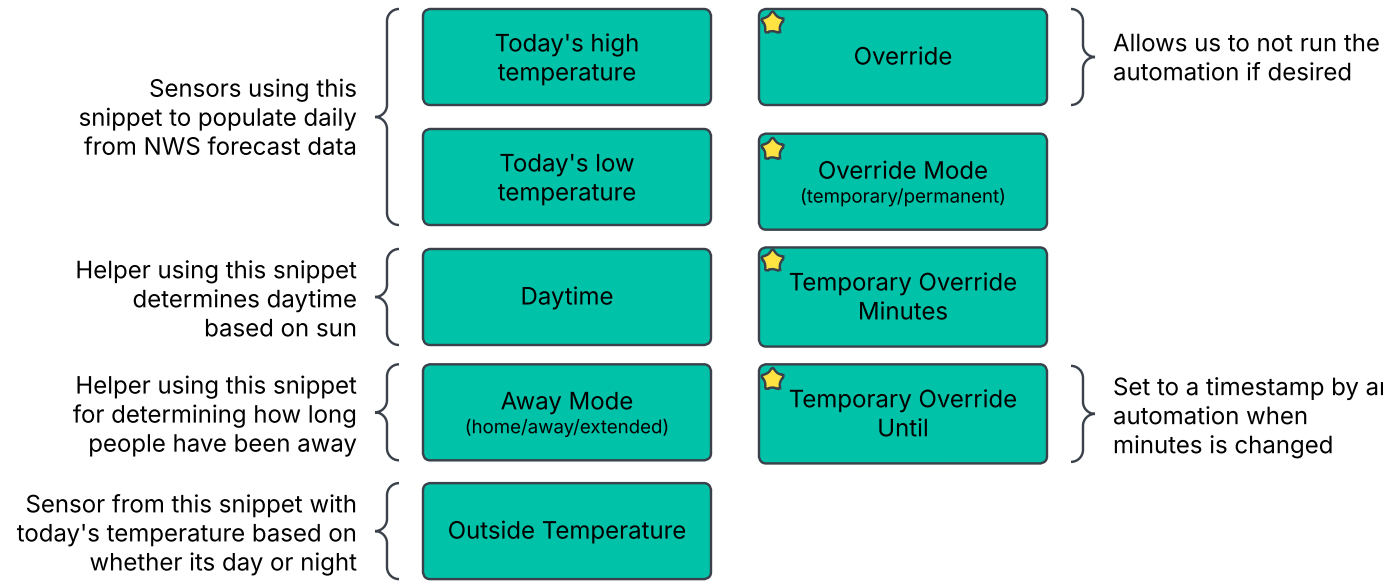 Sensors using this
snippet to populate daily
from NWS forecast data
Today's high
temperature
Today's low
temperature
Helper using this snippet
determines daytime
based on sun
Daytime
Helper using this snippet
for determining how long
people have been away
Away Mode
(home/away/extended)
Sensor from this snippet with
today's temperature based on
whether its day or night
Outside Temperature
Override
Allows us to not run the
automation if desired
Override Mode
(temporary/permanent)
Temporary Override
Minutes
Temporary Override
Until
Set to a timestamp by
automation when
minutes is changed